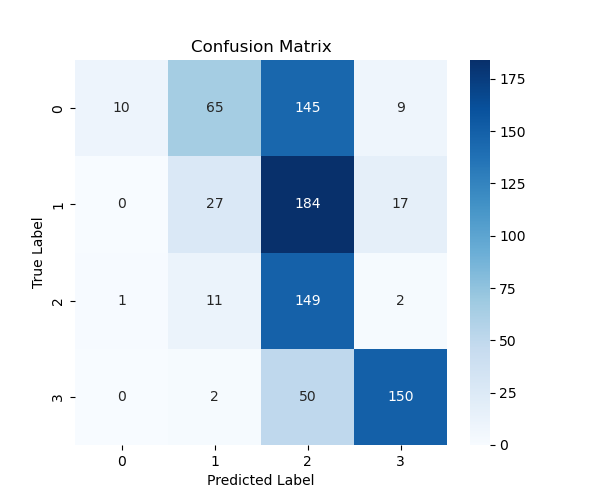 Confusion Matrix
0 10 65 145 9
1 0 27 184 17
2 1 11 149 2
3 0 2 50 150
0 1 2 3
Predicted Label
True Label
175
150
125
100
75
50
25
0